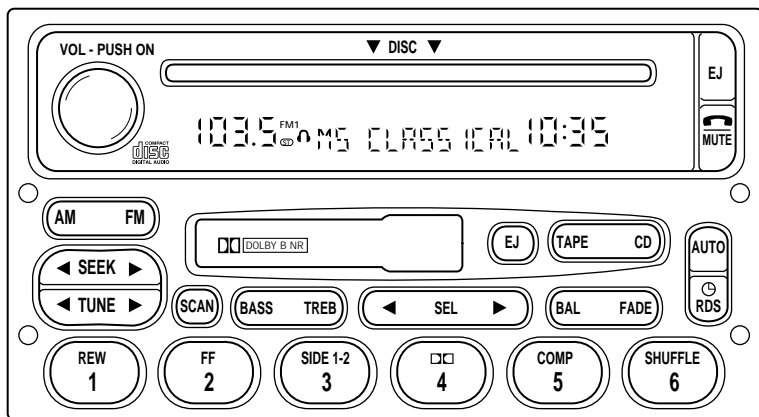 VOL - PUSH ON
▼ DISC ▼
EJ
103.5 FM1 ST MS CLASSICAL 10:35
COMPACT disc DIGITAL AUDIO
MUTE
AM FM
DOLBY B NR
EJ
TAPE CD
AUTO
◄ SEEK ►
◄ TUNE ►
SCAN
BASS TREB
◄ SEL ►
BAL FADE
RDS
REW 1
FF 2
SIDE 1-2 3
4
COMP 5
SHUFFLE 6